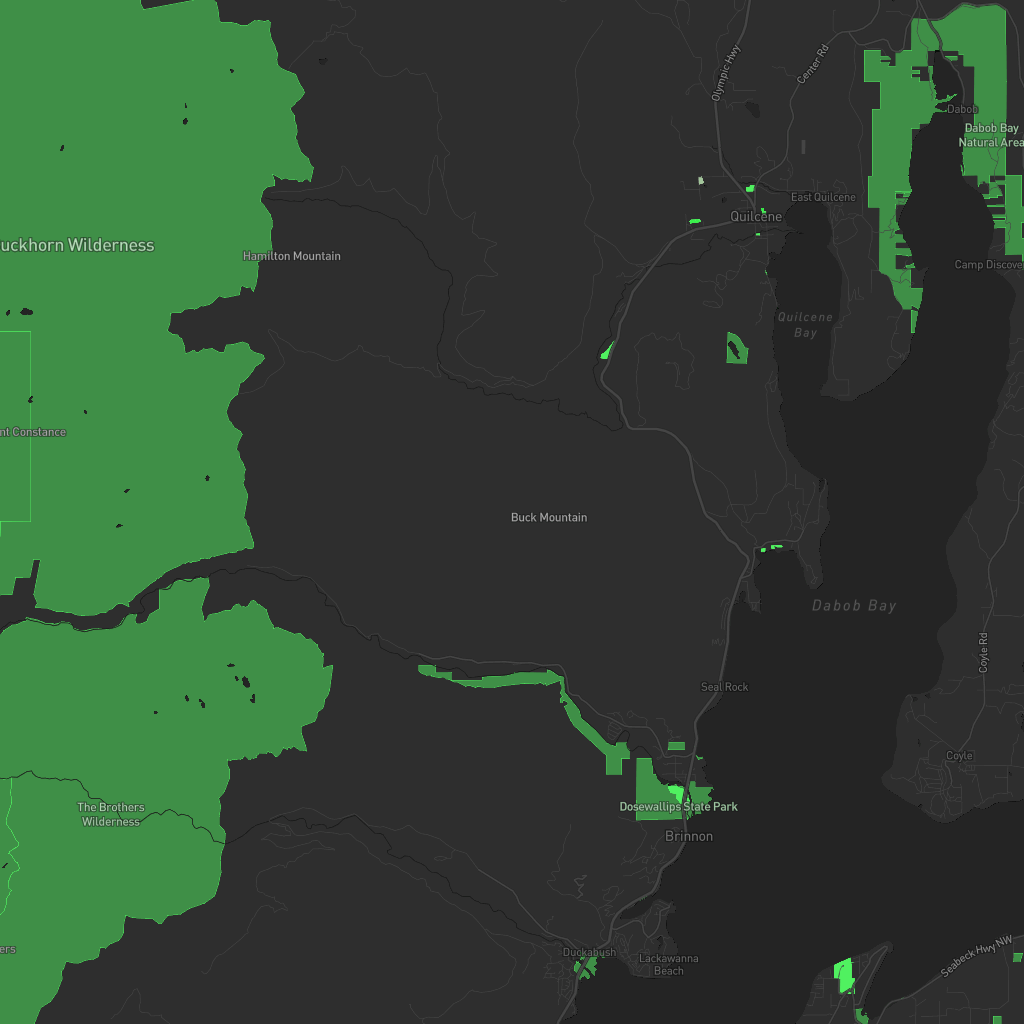 Olympic Hwy
Center Rd
Dabob
Dabob Bay
Natural Area
East Quilcene
Quilcene
uckhorn Wilderness
Hamilton Mountain
Camp Discove
Quilcene
Bay
nt Constance
Buck Mountain
Dabob Bay
Coyle Rd
Seal Rock
Coyle
The Brothers
Wilderness
Dosewallips State Park
Brinnon
ers
Duckabush
Lackawanna
Beach
Seabeck Hwy NW